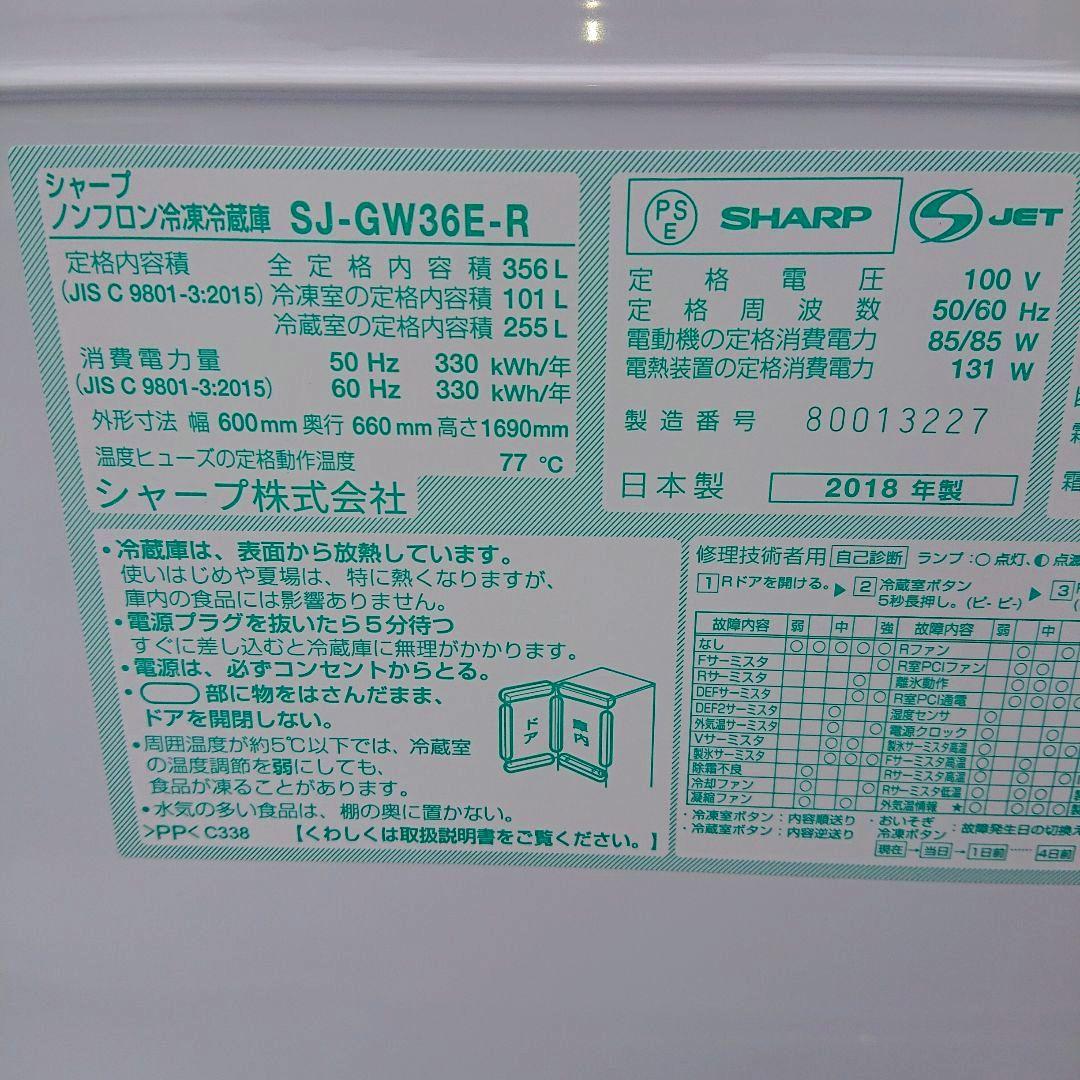 シャープ
ノンフロン冷凍冷蔵庫 SJ-GW36E-R
定格内容積 全定格内容積 356 L
(JIS C 9801-3:2015) 冷凍室の定格内容積 101 L
冷蔵室の定格内容積 255 L
消費電力量 50 Hz 330 kWh/年
(JIS C 9801-3:2015) 60 Hz 330 kWh/年
外形寸法 幅 600mm 奥行 660mm 高さ1690mm
温度ヒューズの定格動作温度 77 ℃
シャープ株式会社
PS
E
SHARP
JET
定格電圧 100 V
定格周波数 50/60 Hz
電動機の定格消費電力 85/85 W
電熱装置の定格消費電力 131 W
製造番号 80013227
日本製 2018 年製
霜
・冷蔵庫は、表面から放熱しています。
使いはじめや夏場は、特に熱くなりますが、
庫内の食品には影響ありません。
・電源プラグを抜いたら5分待つ
すぐに差し込むと冷蔵庫に無理がかかります。
・電源は、必ずコンセントからとる。
・ 部に物をはさんだまま、
ドアを開閉しない。
・周囲温度が約5℃以下では、冷蔵室
の温度調節を弱にしても、
食品が凍ることがあります。
・水気の多い食品は、棚の奥に置かない。
>PP< C338 【くわしくは取扱説明書をご覧ください。】
ドア
庫内
修理技術者用 自己診断 ランプ:○点灯、◐点滅
1 Rドアを開ける。▶ 2 冷蔵室ボタン ▶ 3
5秒長押し。(ピーピー)
故障内容 弱 中 強 故障内容 弱 中
なし ○ ○ ○ ○ ○ Rファン
Fサーミスタ R室PCIファン
Rサーミスタ 離氷動作
DEFサーミスタ R室PCI通電
DEF2サーミスタ 湿度センサ
外気温サーミスタ 電源クロック
Vサーミスタ 製氷サーミスタ高温
製氷サーミスタ Fサーミスタ高温
除霜不良 Rサーミスタ高温
冷却ファン Rサーミスタ低温
凝縮ファン 外気温情報 ★
・冷凍室ボタン:内容順送り ・おいそぎ
・冷蔵室ボタン:内容逆送り 冷凍ボタン:故障発生日の切換え
現在→当日→1日前……4日前